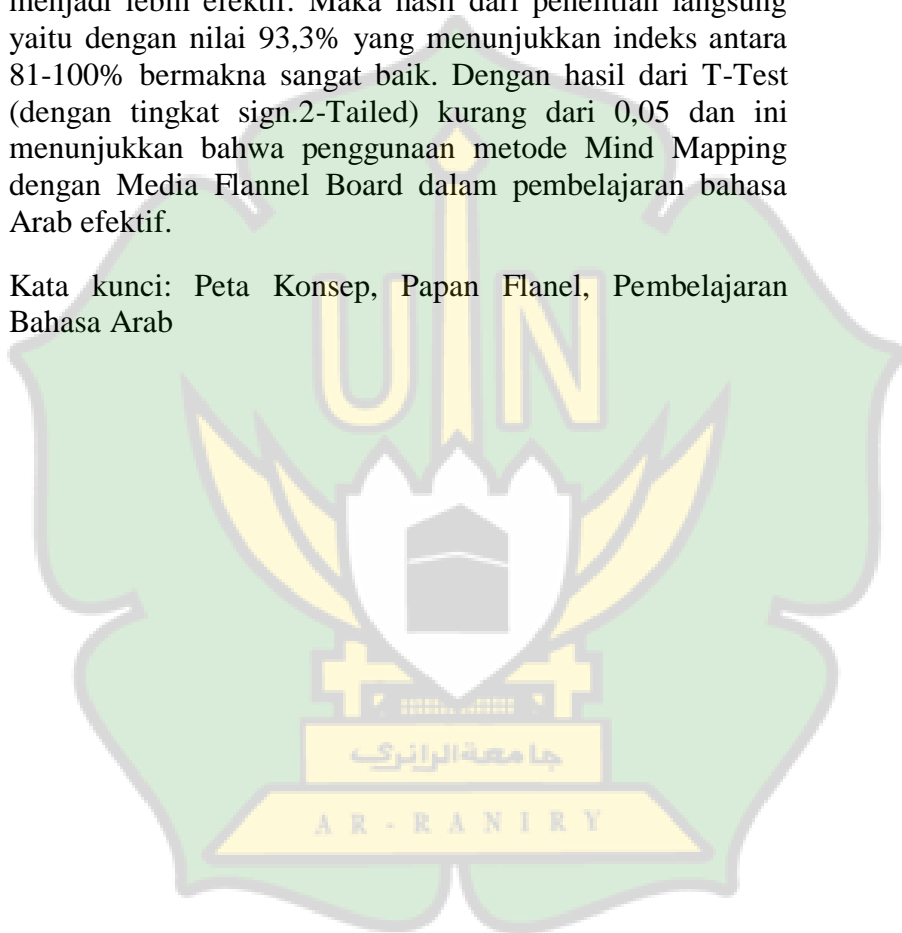 menjadi lebih efektif. Maka hasil dari penelitian langsung
yaitu dengan nilai 93,3% yang menunjukkan indeks antara
81-100% bermakna sangat baik. Dengan hasil dari T-Test
(dengan tingkat sign.2-Tailed) kurang dari 0,05 dan ini
menunjukkan bahwa penggunaan metode Mind Mapping
dengan Media Flannel Board dalam pembelajaran bahasa
Arab efektif.
Kata kunci: Peta Konsep, Papan Flanel, Pembelajaran
Bahasa Arab
UIN
جامعة الرانري
AR-RANIRY